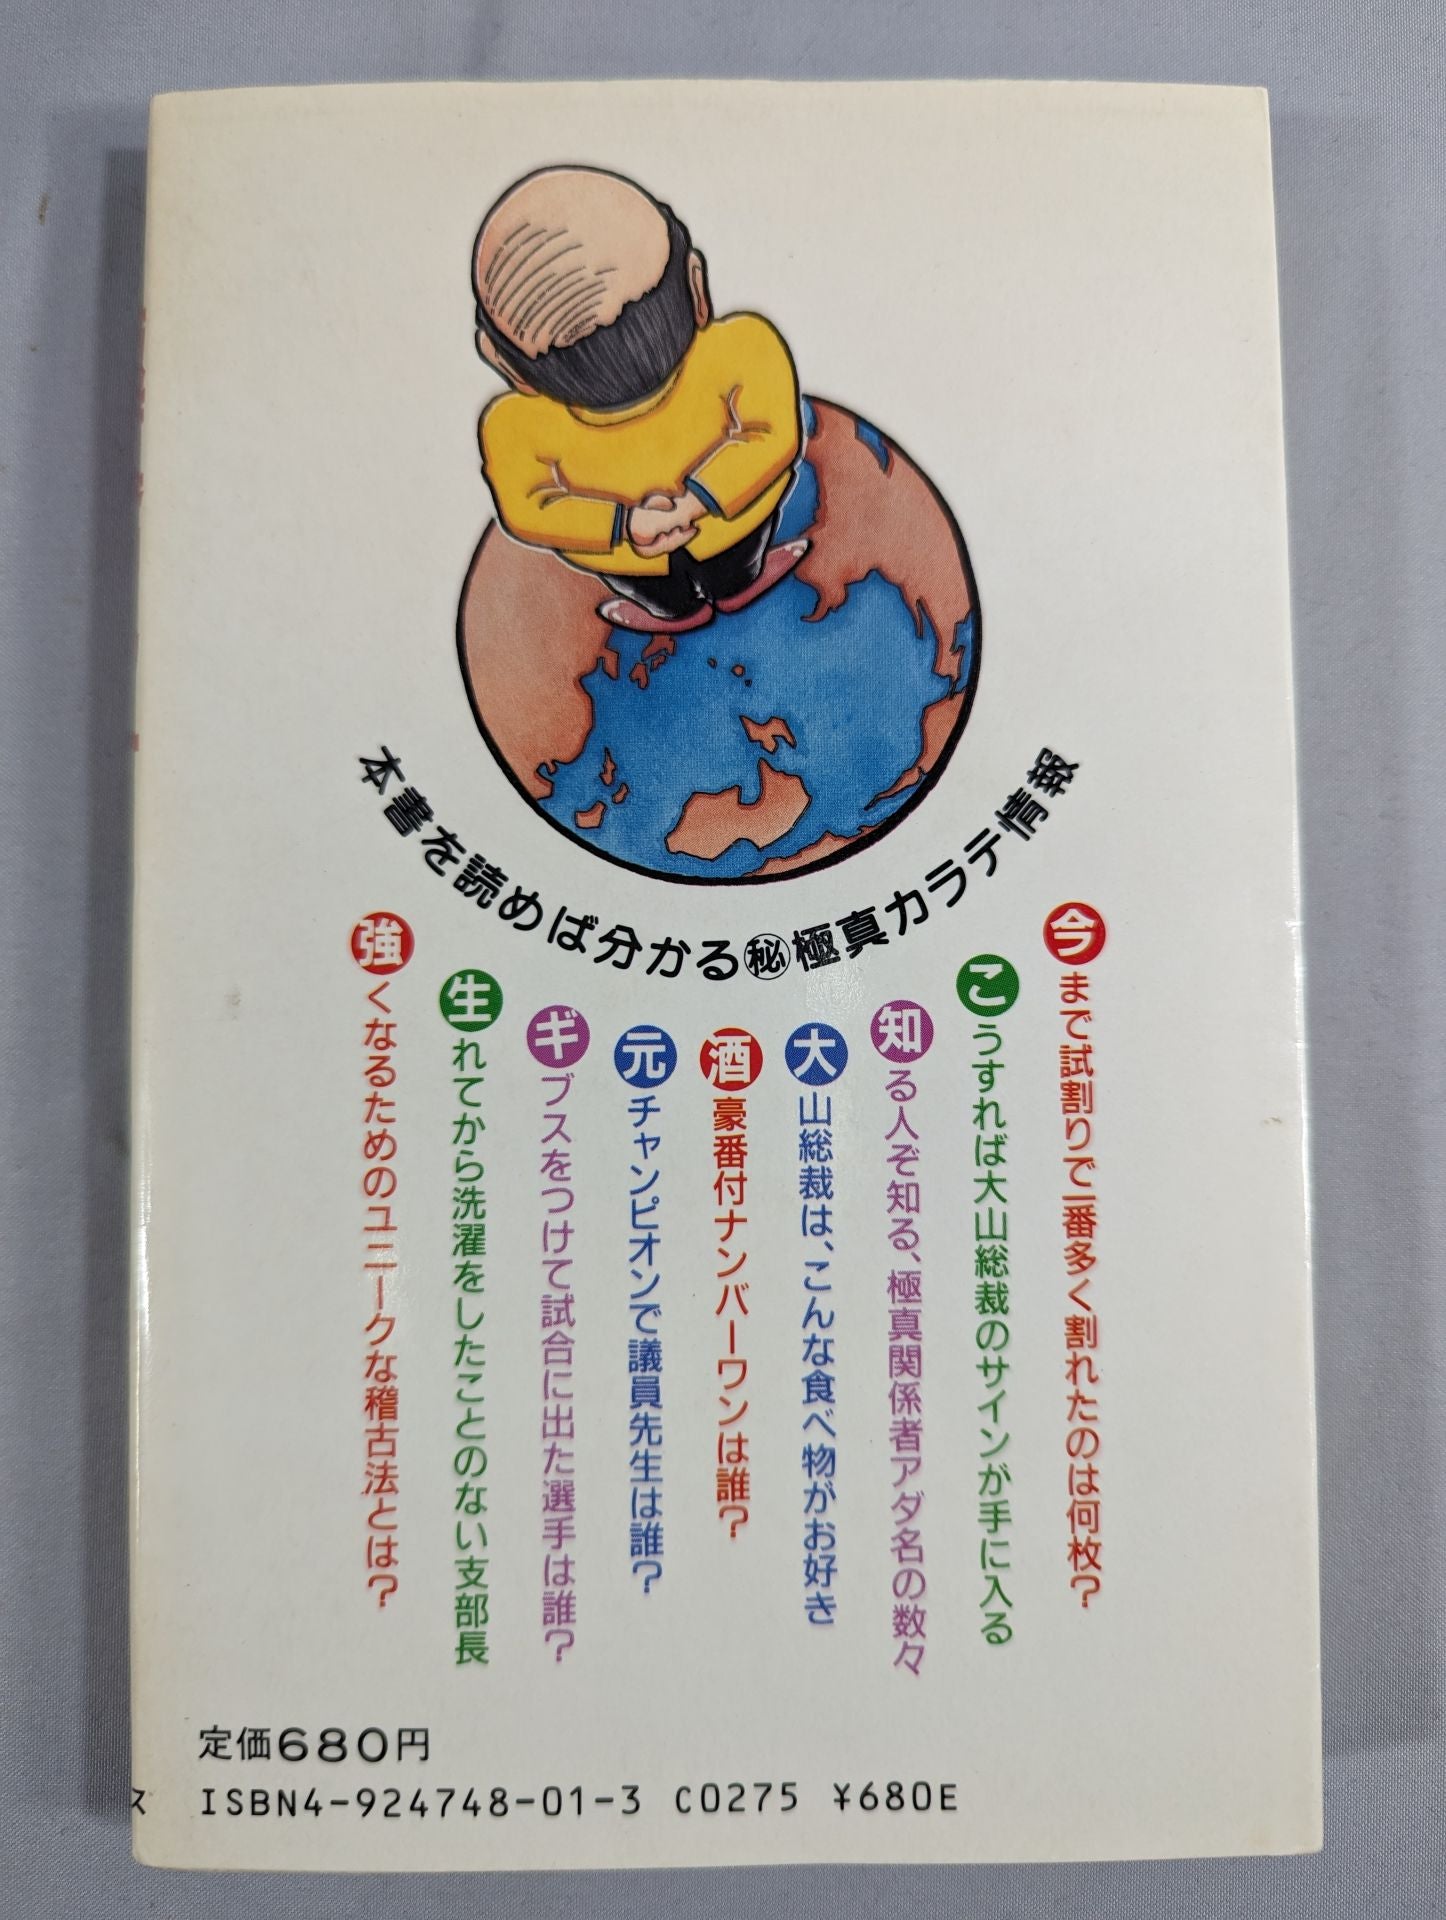 本書を読めば分かる㊙極真カラテ情報
今まで試割りで一番多く割れたのは何枚？
こうすれば大山総裁のサインが手に入る
知る人ぞ知る、極真関係者アダ名の数々
大山総裁は、こんな食べ物がお好き
酒豪番付ナンバーワンは誰？
元チャンピオンで議員先生は誰？
ギブスをつけて試合に出た選手は誰？
生れてから洗濯をしたことのない支部長
強くなるためのユニークな稽古法とは？
定価680円
ISBN4-924748-01-3 C0275 ¥680E
ス